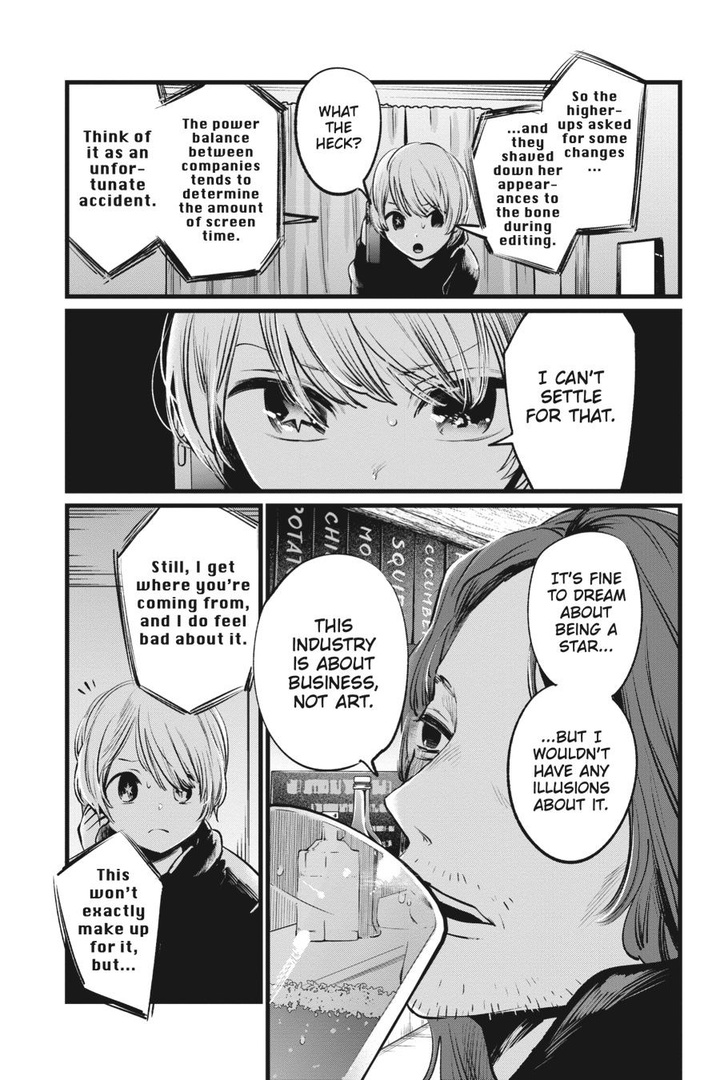 So the
higher-
ups asked
for some
changes
...
...and
they
shaved
down her
appear-
ances to
the bone
during
editing.
WHAT
THE
HECK?
The power
balance
between
companies
tends to
determine
the amount
of screen
time.
Think of
it as an
unfor-
tunate
accident.
I CAN'T
SETTLE
FOR THAT.
IT'S FINE
TO DREAM
ABOUT
BEING A
STAR...
...BUT I
WOULDN'T
HAVE ANY
ILLUSIONS
ABOUT IT.
CUCUMBER
SQUI
MO
CHI
POTAT
THIS
INDUSTRY
IS ABOUT
BUSINESS,
NOT ART.
Still, I get
where you're
coming from,
and I do feel
bad about it.
This
won't
exactly
make up
for it,
but...